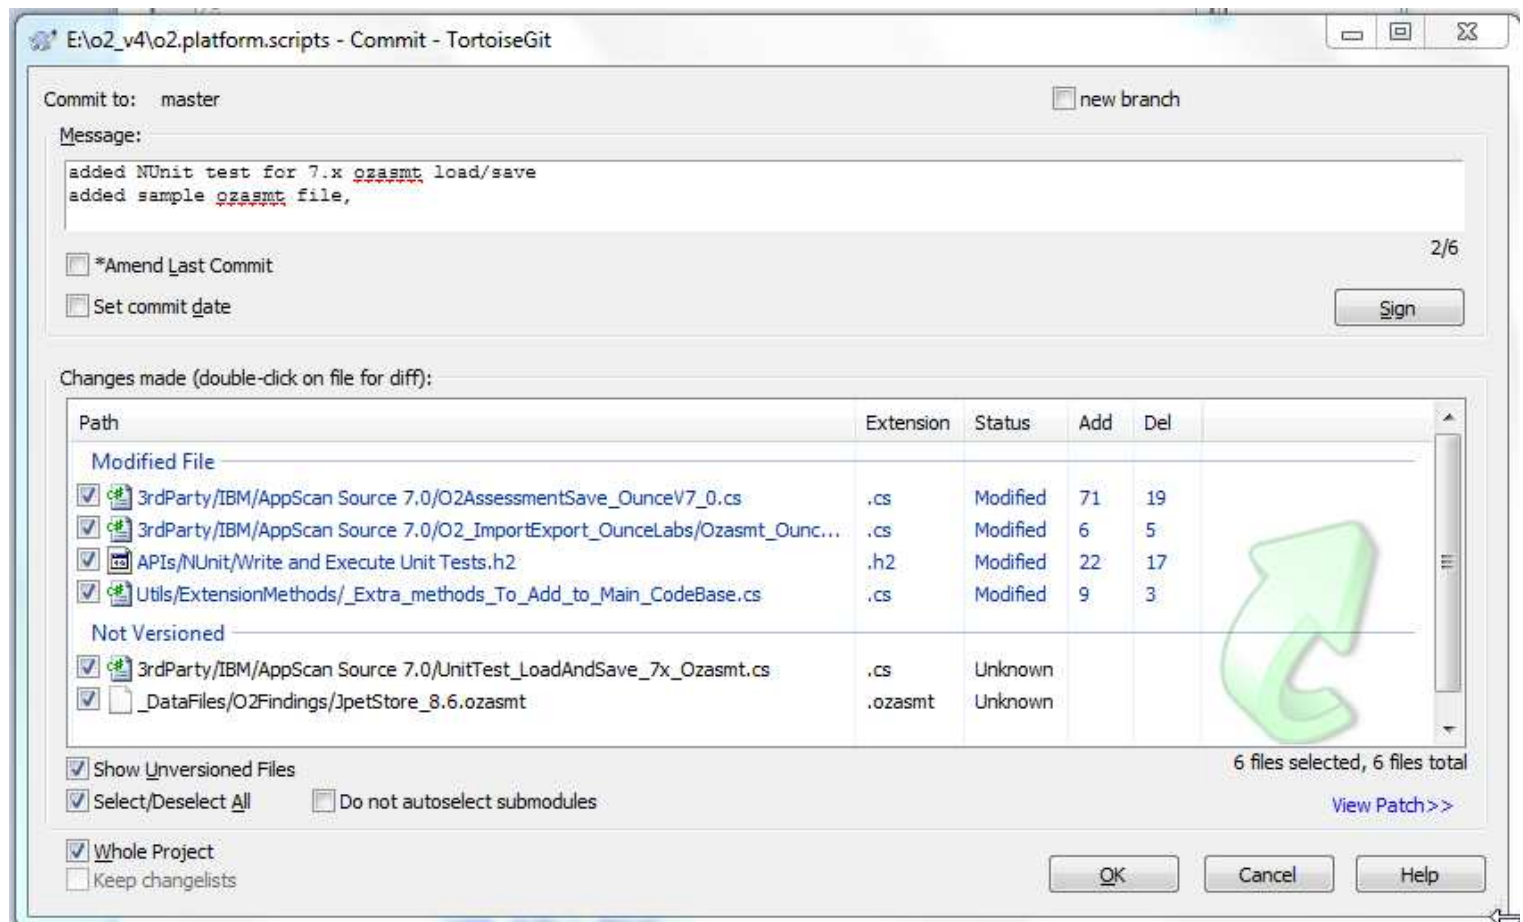 E:\o2_v4\o2.platform.scripts - Commit - TortoiseGit
Commit to: master
new branch
Message:
added NUnit test for 7.x ozasmt load/save
added sample ozasmt file,
2/6
*Amend Last Commit
Set commit date
Sign
Changes made (double-click on file for diff):
Path Extension Status Add Del
Modified File
3rdParty/IBM/AppScan Source 7.0/O2AssessmentSave_OunceV7_0.cs .cs Modified 71 19
3rdParty/IBM/AppScan Source 7.0/O2_ImportExport_OunceLabs/Ozasmt_Ounc... .cs Modified 6 5
APIs/NUnit/Write and Execute Unit Tests.h2 .h2 Modified 22 17
Utils/ExtensionMethods/_Extra_methods_To_Add_to_Main_CodeBase.cs .cs Modified 9 3
Not Versioned
3rdParty/IBM/AppScan Source 7.0/UnitTest_LoadAndSave_7x_Ozasmt.cs .cs Unknown
_DataFiles/O2Findings/JpetStore_8.6.ozasmt .ozasmt Unknown
Show Unversioned Files
6 files selected, 6 files total
Select/Deselect All Do not autoselect submodules
View Patch>>
Whole Project
Keep changelists
OK Cancel Help